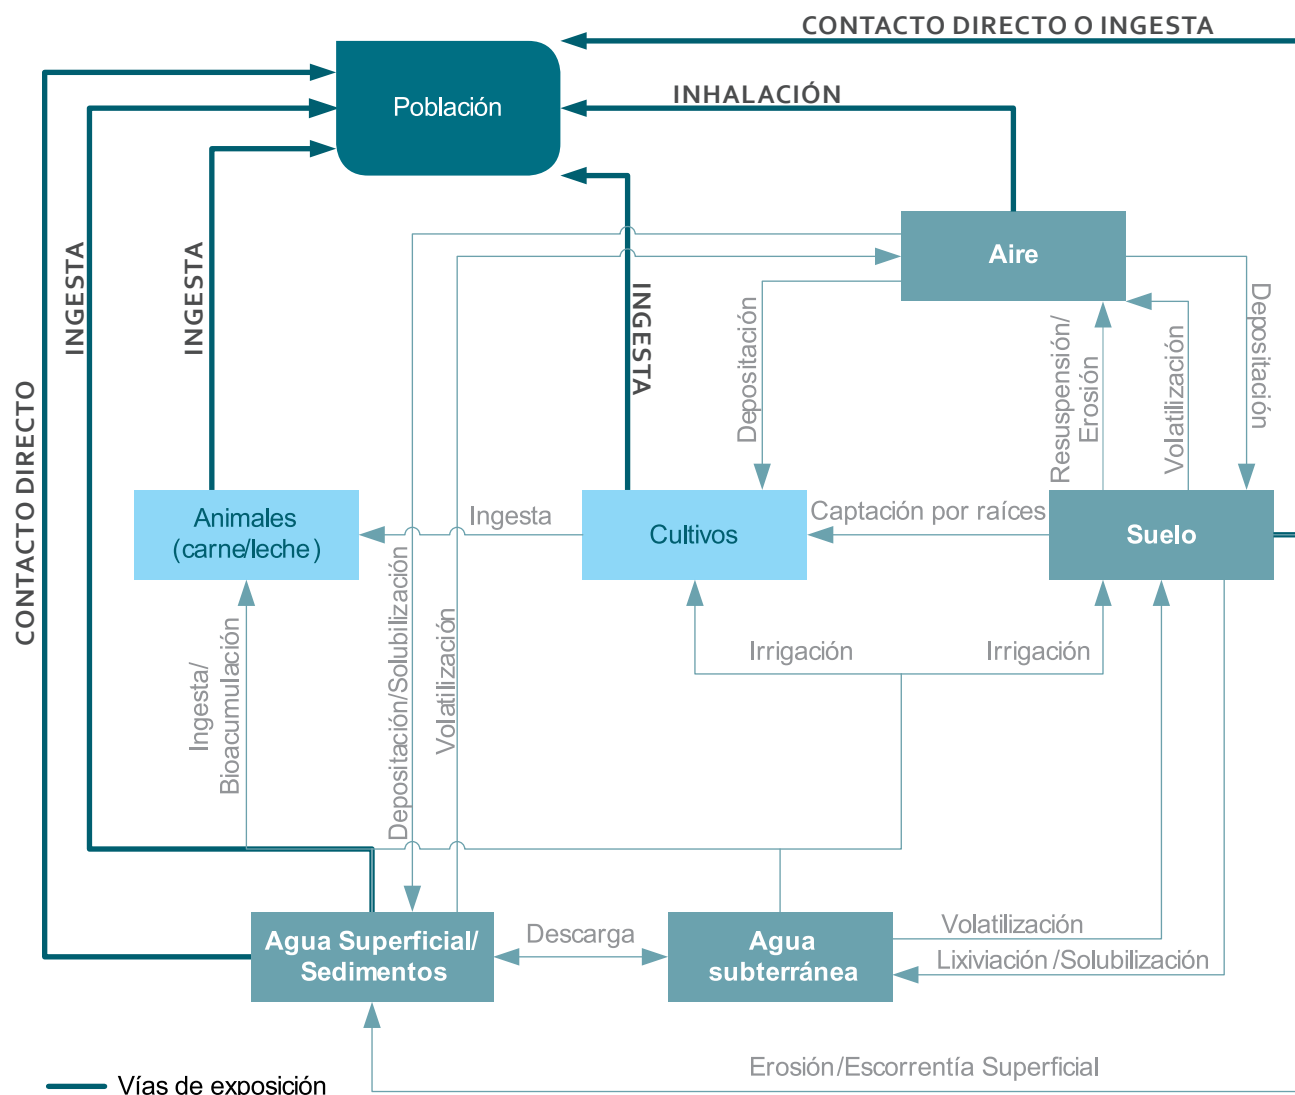 CONTACTO DIRECTO O INGESTA
Población
INHALACIÓN
INGESTA
INGESTA
INGESTA
CONTACTO DIRECTO
Aire
Depositación
Resuspensión/
Erosión
Volatilización
Depositación
Animales
(carne/leche)
Ingesta
Cultivos
Captación por raíces
Suelo
Ingesta/
Bioacumulación
Depositación/Solubilización
Volatilización
Irrigación
Irrigación
Agua Superficial/
Sedimentos
Descarga
Agua
subterránea
Volatilización
Lixiviación/Solubilización
Erosión/Escorrentía Superficial
Vías de exposición